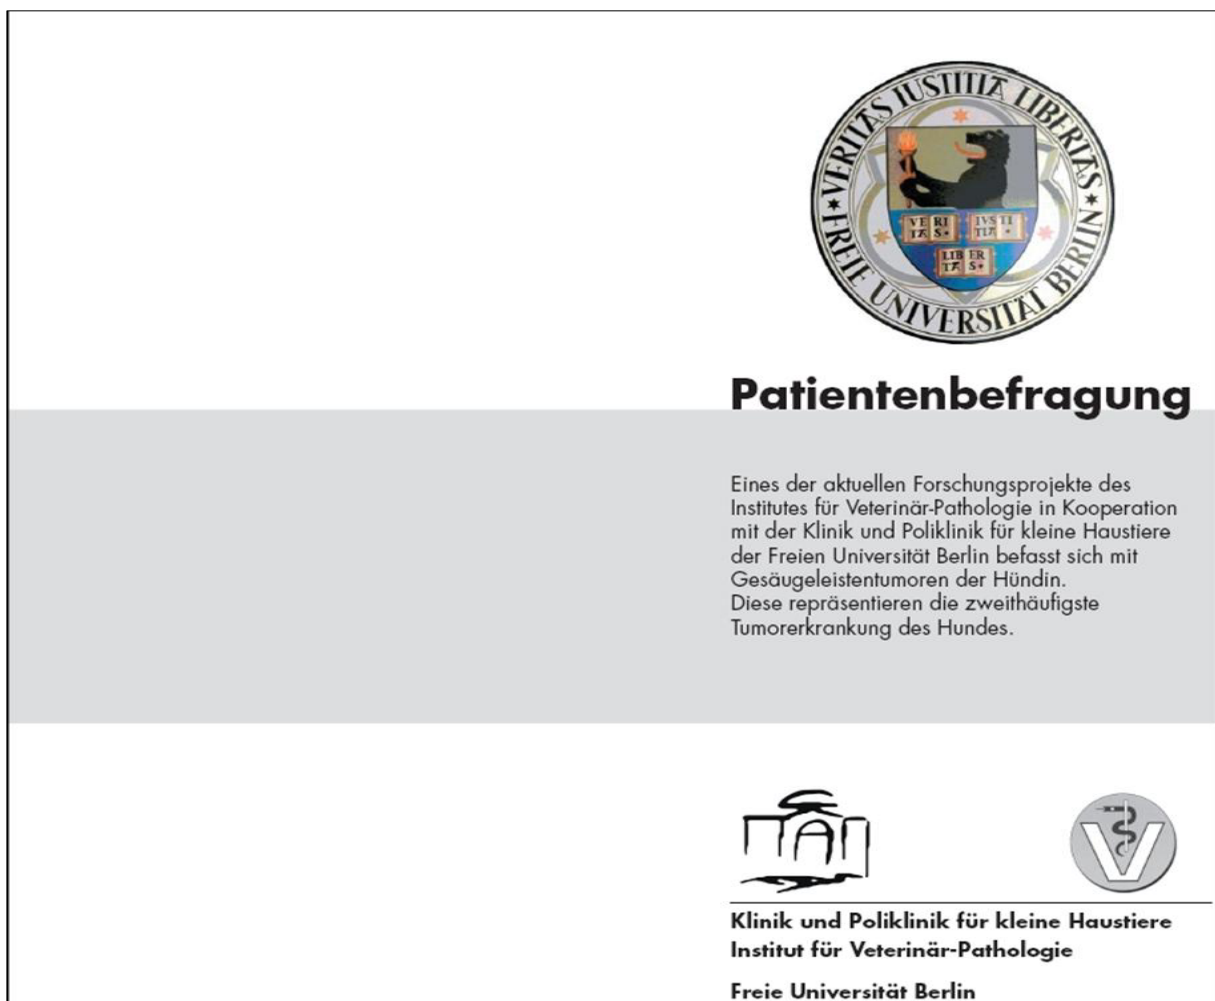 VERITAS IUSTITIA LIBERTAS
FREIE UNIVERSITÄT BERLIN
VE RI
TA S
IVS TI
TIA
LIB ER
TA S
Patientenbefragung
Eines der aktuellen Forschungsprojekte des
Institutes für Veterinär-Pathologie in Kooperation
mit der Klinik und Poliklinik für kleine Haustiere
der Freien Universität Berlin befasst sich mit
Gesäugeleistentumoren der Hündin.
Diese repräsentieren die zweithäufigste
Tumorerkrankung des Hundes.
V
Klinik und Poliklinik für kleine Haustiere
Institut für Veterinär-Pathologie
Freie Universität Berlin